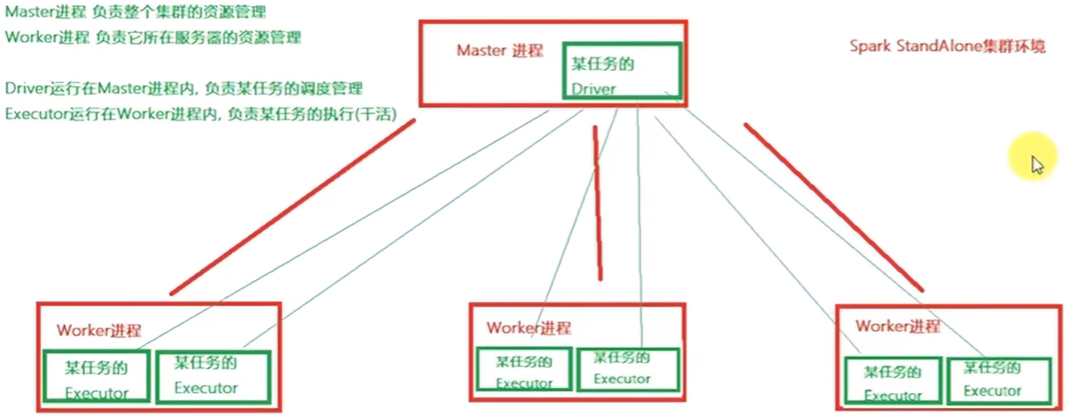 Master进程 负责整个集群的资源管理
Worker进程 负责它所在服务器的资源管理
Driver运行在Master进程内, 负责某任务的调度管理
Executor运行在Worker进程内, 负责某任务的执行(干活)
Master 进程
某任务的
Driver
Spark StandAlone集群环境
Worker进程
某任务的
Executor
某任务的
Executor
Worker进程
某任务的
Executor
某任务的
Executor
Worker进程
某任务的
Executor
某任务的
Executor